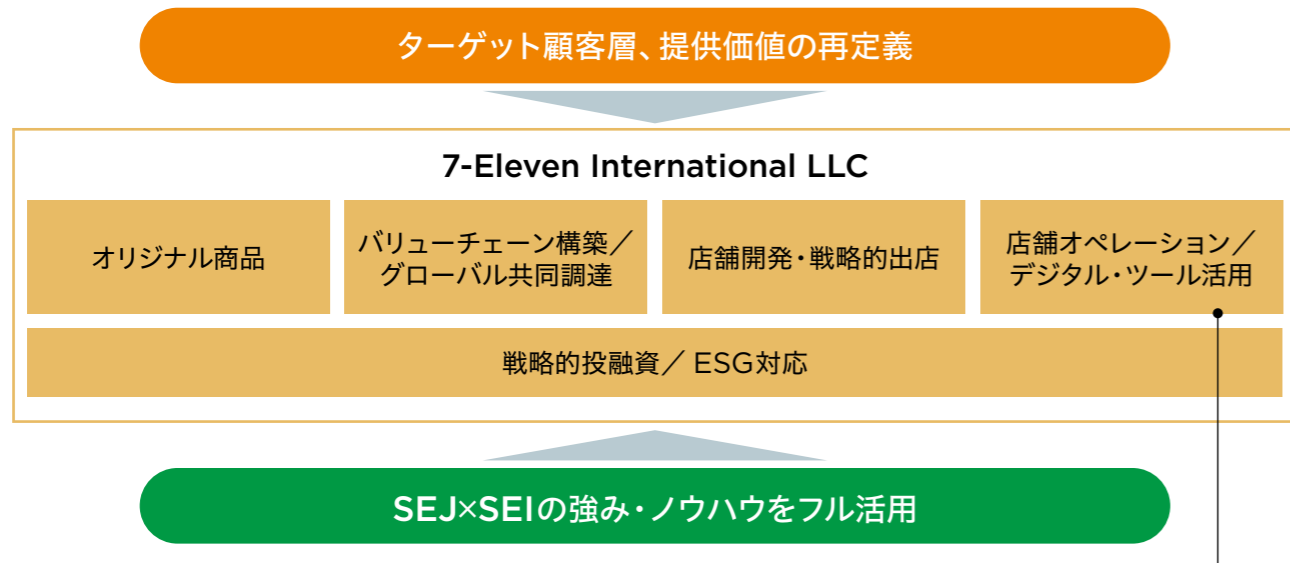 ターゲット顧客層、提供価値の再定義
7-Eleven International LLC
オリジナル商品
バリューチェーン構築／
グローバル共同調達
店舗開発・戦略的出店
店舗オペレーション／
デジタル・ツール活用
戦略的投融資／ESG対応
SEJ×SEIの強み・ノウハウをフル活用